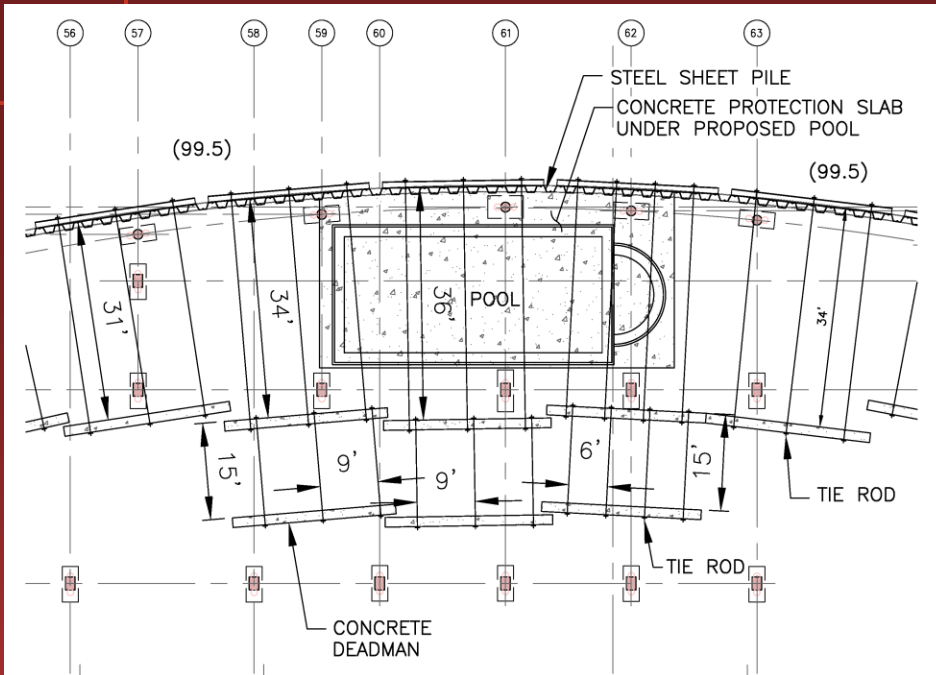 56 57 58 59 60 61 62 63
STEEL SHEET PILE
CONCRETE PROTECTION SLAB
UNDER PROPOSED POOL
(99.5)
(99.5)
31'
34'
36'
POOL
34'
15'
9'
9'
6'
15'
TIE ROD
TIE ROD
CONCRETE
DEADMAN